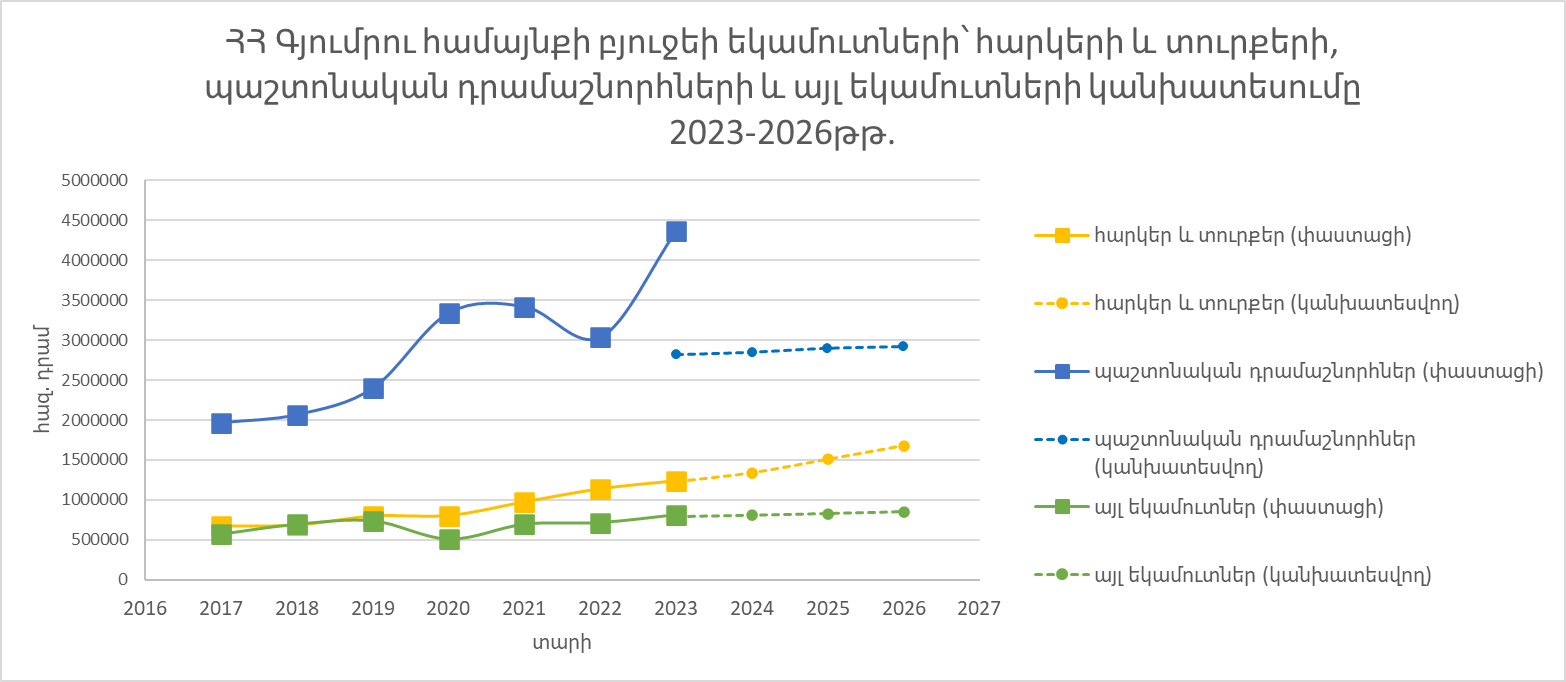 ՀՀ Գյումրու համայնքի բյուջեի եկամուտների՝ հարկերի և տուրքերի,
պաշտոնական դրամաշնորհների և այլ եկամուտների կանխատեսումը
2023-2026թթ.
5000000
4500000
4000000
3500000
3000000
2500000
2000000
1500000
1000000
500000
0
հազ. դրամ
2016 2017 2018 2019 2020 2021 2022 2023 2024 2025 2026 2027
տարի
հարկեր և տուրքեր (փաստացի)
հարկեր և տուրքեր (կանխատեսվող)
պաշտոնական դրամաշնորհներ (փաստացի)
պաշտոնական դրամաշնորհներ
(կանխատեսվող)
այլ եկամուտներ (փաստացի)
այլ եկամուտներ (կանխատեսվող)